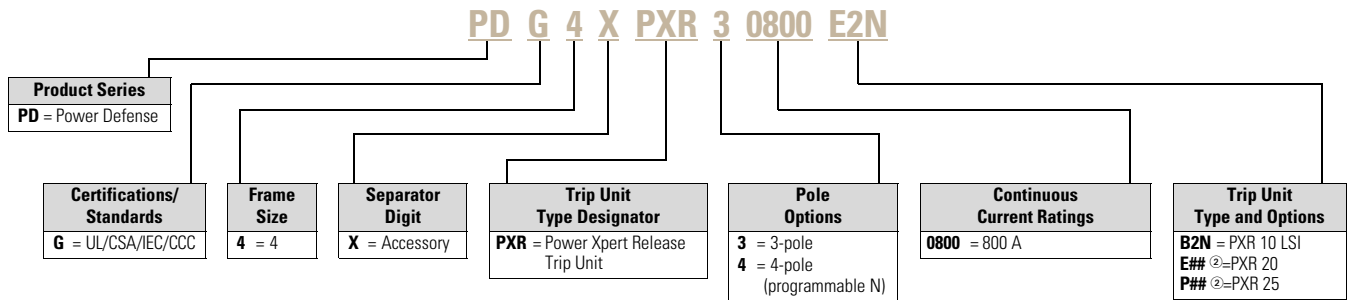 PD G 4 X PXR 3 0800 E2N
Product Series
PD = Power Defense
Certifications/
Standards
G = UL/CSA/IEC/CCC
Frame
Size
4 = 4
Separator
Digit
X = Accessory
Trip Unit
Type Designator
PXR = Power Xpert Release
Trip Unit
Pole
Options
3 = 3-pole
4 = 4-pole
(programmable N)
Continuous
Current Ratings
0800 = 800 A
Trip Unit
Type and Options
B2N = PXR 10 LSI
E## ②=PXR 20
P## ②=PXR 25